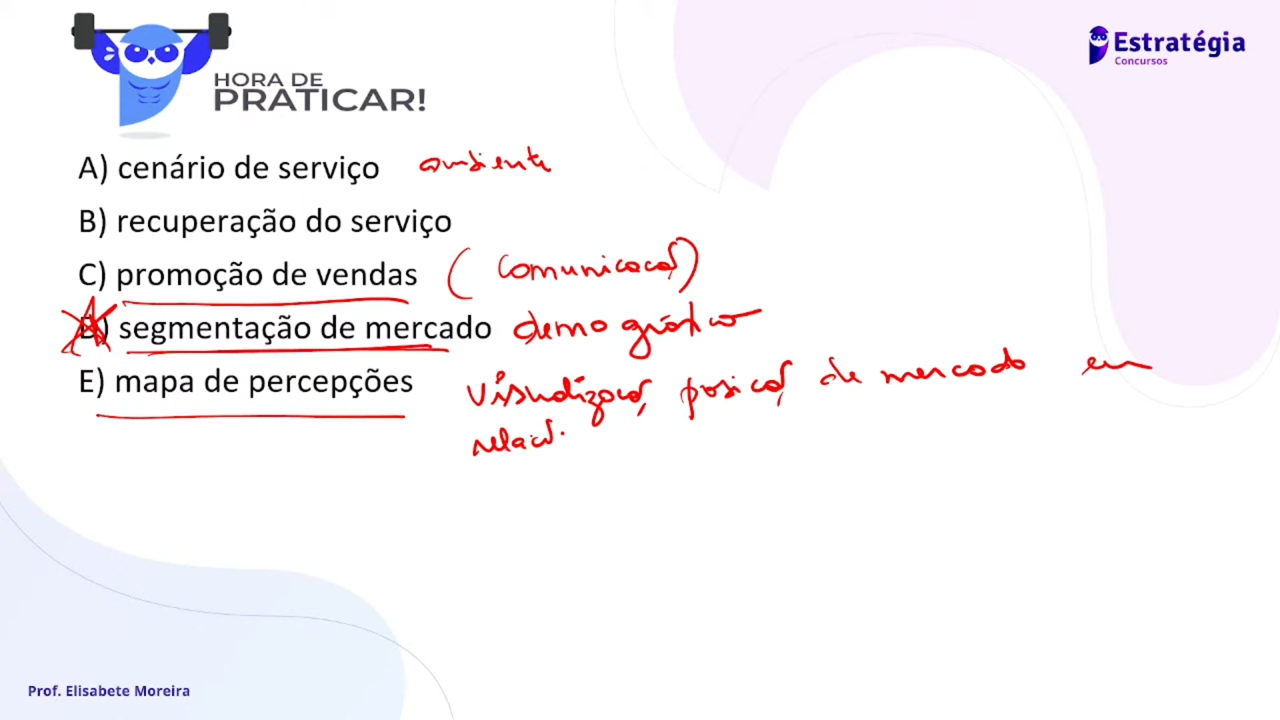 HORA DE
PRATICAR!
Estratégia
Concursos
A) cenário de serviço ambiente
B) recuperação do serviço
C) promoção de vendas (comunicação)
D) segmentação de mercado demográfico
E) mapa de percepções visualização posição de mercado em
relação
Prof. Elisabete Moreira